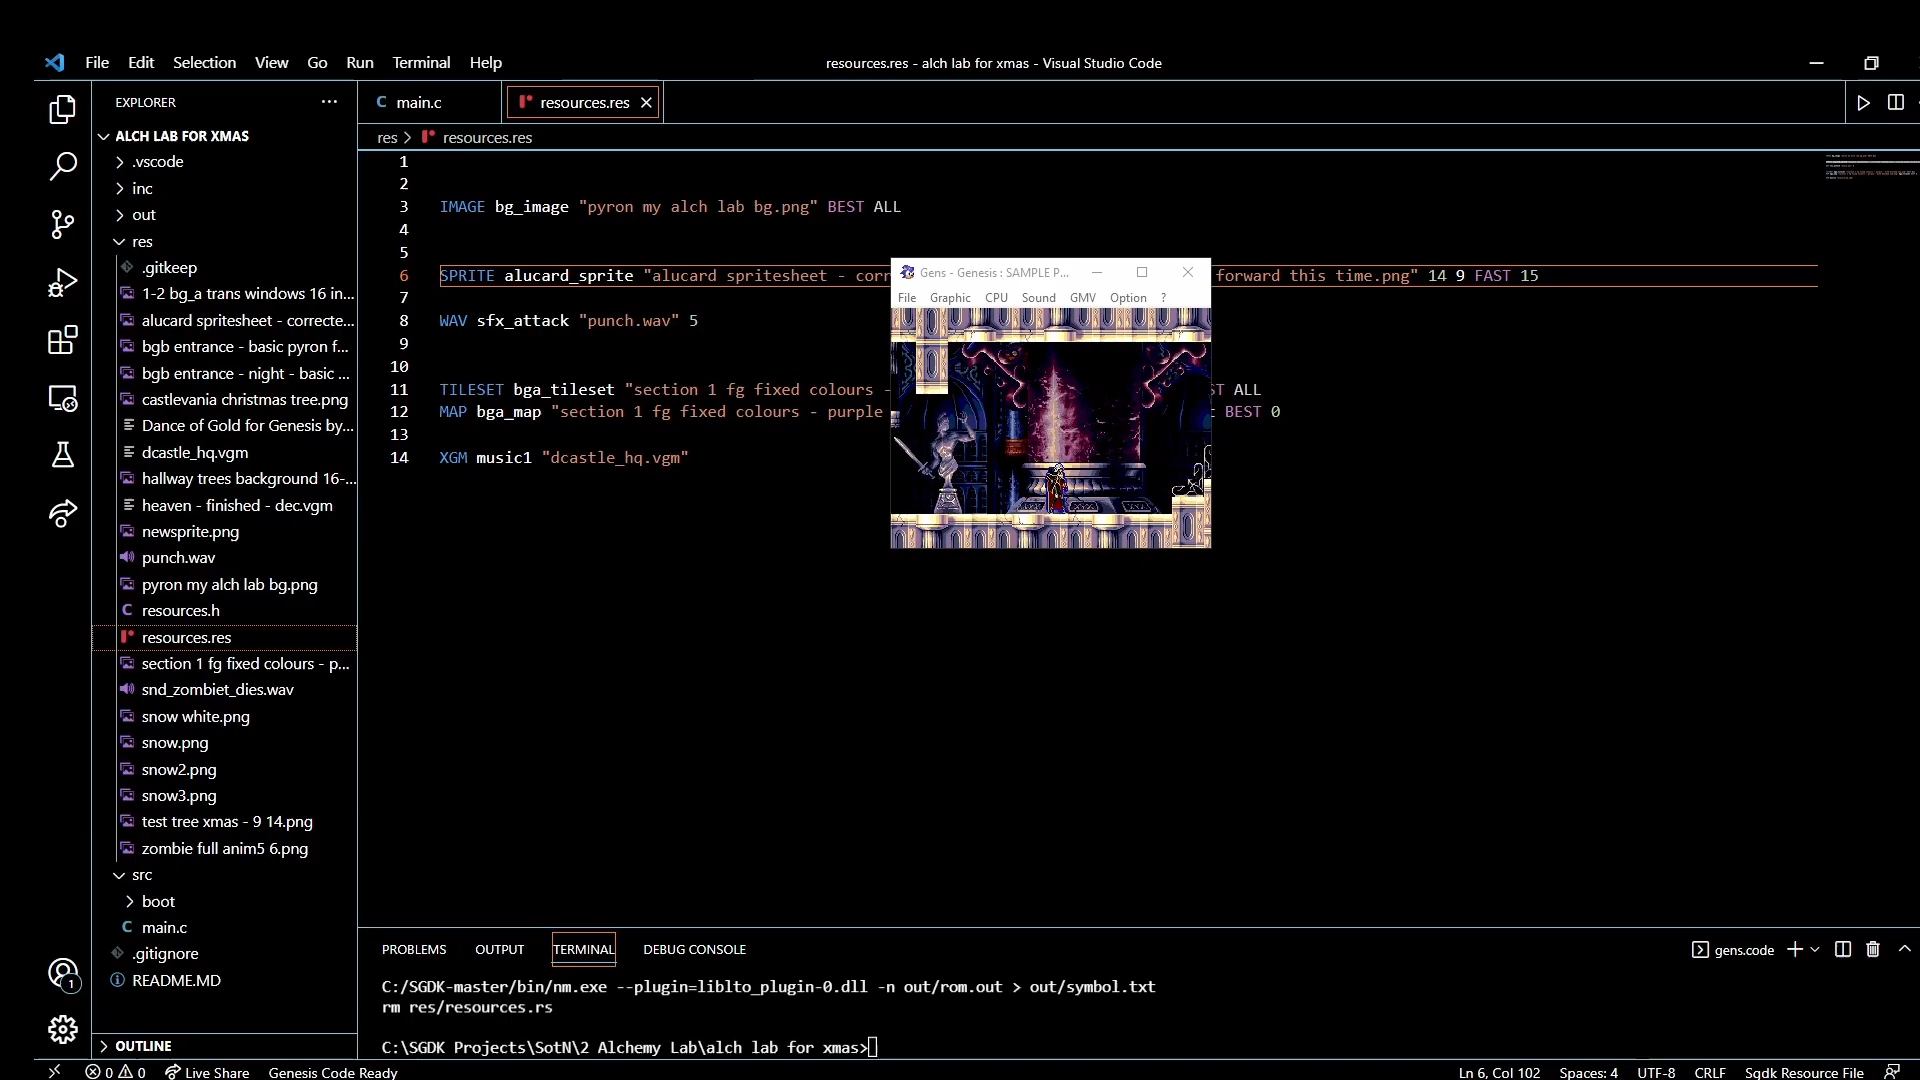 File Edit Selection View Go Run Terminal Help
resources.res - alch lab for xmas - Visual Studio Code
EXPLORER
ALCH LAB FOR XMAS
.vscode
inc
out
res
.gitkeep
1-2 bg_a trans windows 16 in...
alucard spritesheet - correcte...
bgb entrance - basic pyron f...
bgb entrance - night - basic ...
castlevania christmas tree.png
Dance of Gold for Genesis by...
dcastle_hq.vgm
hallway trees background 16-...
heaven - finished - dec.vgm
newsprite.png
punch.wav
pyron my alch lab bg.png
C resources.h
resources.res
section 1 fg fixed colours - p...
snd_zombiet_dies.wav
snow white.png
snow.png
snow2.png
snow3.png
test tree xmas - 9 14.png
zombie full anim5 6.png
src
boot
C main.c
.gitignore
README.MD
OUTLINE
C main.c
resources.res
res > resources.res
1
2
3 IMAGE bg_image "pyron my alch lab bg.png" BEST ALL
4
5
6 SPRITE alucard_sprite "alucard spritesheet - corr forward this time.png" 14 9 FAST 15
7
8 WAV sfx_attack "punch.wav" 5
9
10
11 TILESET bga_tileset "section 1 fg fixed colours - ST ALL
12 MAP bga_map "section 1 fg fixed colours - purple BEST 0
13
14 XGM music1 "dcastle_hq.vgm"
Gens - Genesis : SAMPLE P...
File Graphic CPU Sound GMV Option ?
PROBLEMS OUTPUT TERMINAL DEBUG CONSOLE
gens.code
C:/SGDK-master/bin/nm.exe --plugin=liblto_plugin-0.dll -n out/rom.out > out/symbol.txt
rm res/resources.rs
C:\SGDK Projects\SotN\2 Alchemy Lab\alch lab for xmas>
1
0 0 Live Share Genesis Code Ready
Ln 6, Col 102 Spaces: 4 UTF-8 CRLF Sgdk Resource File